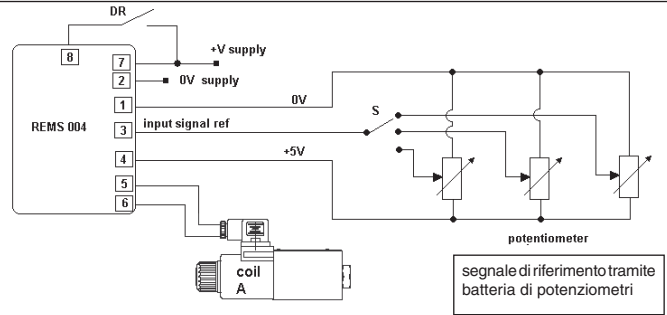 DR
8
7
+V supply
2
0V supply
1
0V
REMS 004
3
input signal ref
S
4
+5V
5
6
potentiometer
coil
A
segnale di riferimento tramite
batteria di potenziometri